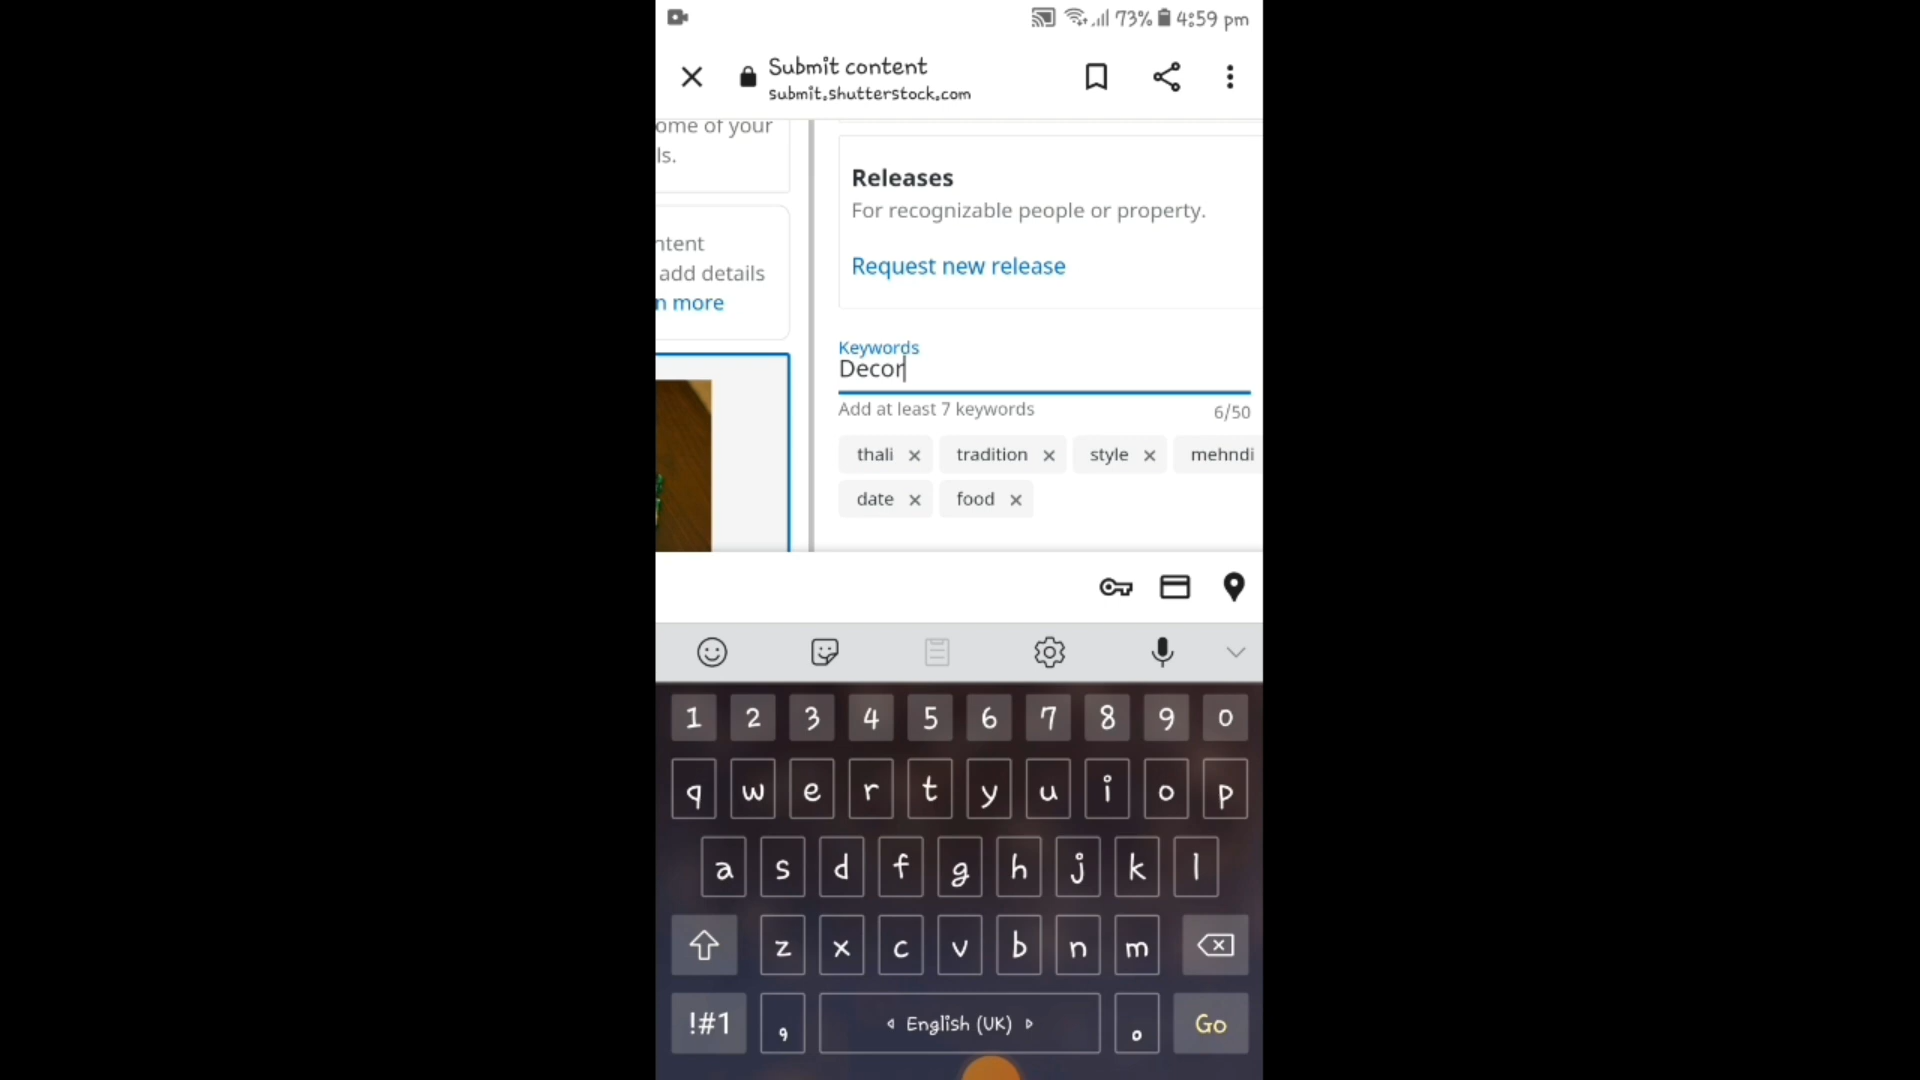 73% 4:59 pm
Submit content
submit.shutterstock.com
ome of your
ls.
ntent
add details
n more
Releases
For recognizable people or property.
Request new release
Keywords
Decor
Add at least 7 keywords 6/50
thali tradition style mehndi
date food
1 2 3 4 5 6 7 8 9 0
q w e r t y u i o p
a s d f g h j k l
z x c v b n m
!#1 , English (UK) . Go